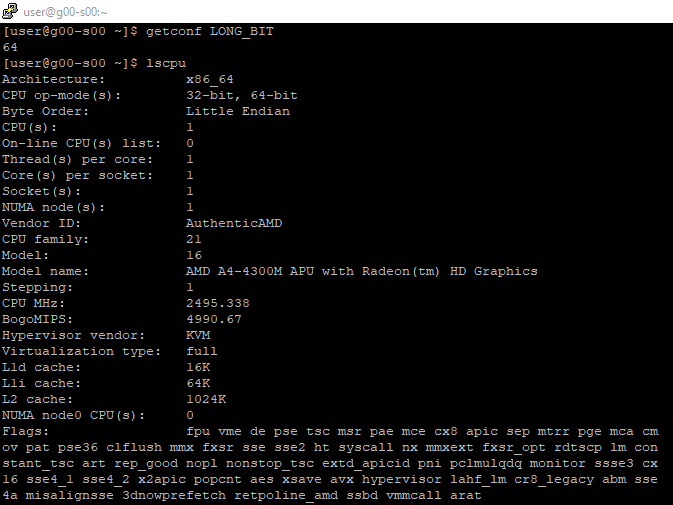 user@g00-s00:~
[user@g00-s00 ~]$ getconf LONG_BIT
64
[user@g00-s00 ~]$ lscpu
Architecture:          x86_64
CPU op-mode(s):        32-bit, 64-bit
Byte Order:            Little Endian
CPU(s):                1
On-line CPU(s) list:   0
Thread(s) per core:    1
Core(s) per socket:    1
Socket(s):             1
NUMA node(s):          1
Vendor ID:             AuthenticAMD
CPU family:            21
Model:                 16
Model name:            AMD A4-4300M APU with Radeon(tm) HD Graphics
Stepping:              1
CPU MHz:               2495.338
BogoMIPS:              4990.67
Hypervisor vendor:     KVM
Virtualization type:   full
L1d cache:             16K
L1i cache:             64K
L2 cache:              1024K
NUMA node0 CPU(s):     0
Flags:                 fpu vme de pse tsc msr pae mce cx8 apic sep mtrr pge mca cm
ov pat pse36 clflush mmx fxsr sse sse2 ht syscall nx mmxext fxsr_opt rdtscp lm con
stant_tsc art rep_good nopl nonstop_tsc extd_apicid pni pclmulqdq monitor ssse3 cx
16 sse4_1 sse4_2 x2apic popcnt aes xsave avx hypervisor lahf_lm cr8_legacy abm sse
4a misalignsse 3dnowprefetch retpoline_amd ssbd vmmcall arat